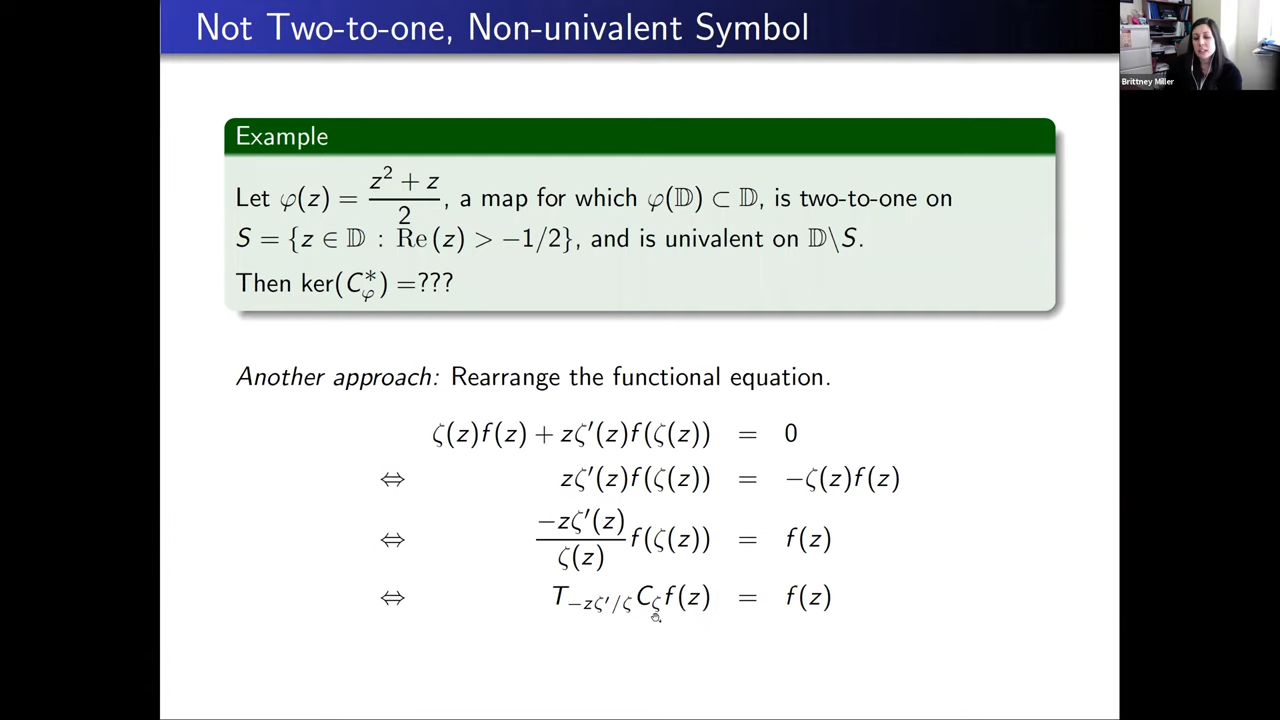 Not Two-to-one, Non-univalent Symbol
Brittney Miller
Example
Let φ(z) = (z² + z)/2, a map for which φ(𝔻) ⊂ 𝔻, is two-to-one on
S = {z ∈ 𝔻 : Re (z) > −1/2}, and is univalent on 𝔻\S.
Then ker(C*_φ) =???
Another approach: Rearrange the functional equation.
ζ(z)f(z) + zζ′(z)f(ζ(z)) = 0
⇔ zζ′(z)f(ζ(z)) = −ζ(z)f(z)
⇔ −zζ′(z)/ζ(z) f(ζ(z)) = f(z)
⇔ T_{−zζ′/ζ} C_ζ f(z) = f(z)